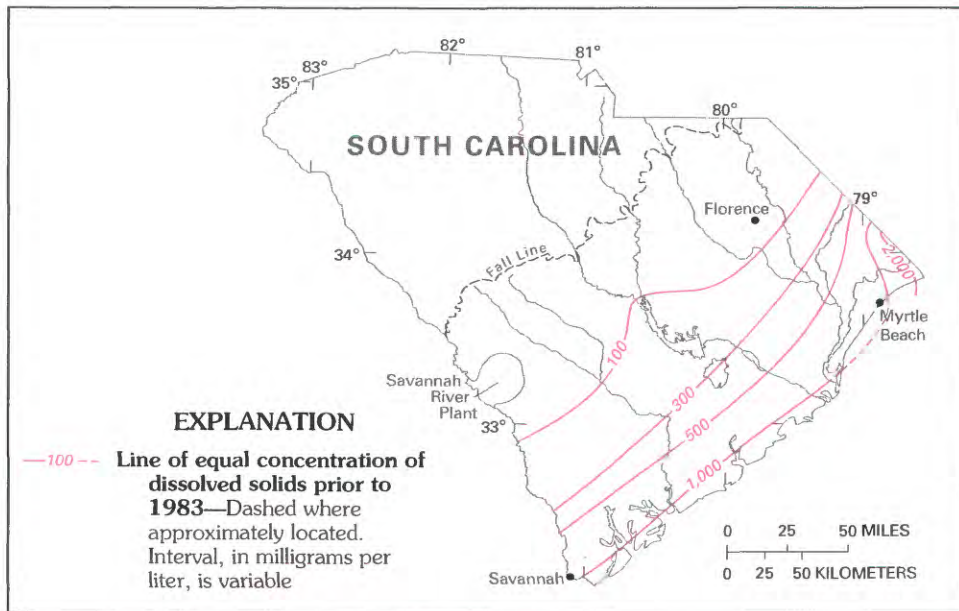 82°
81°
83°
35°
80°
SOUTH CAROLINA
79°
Florence
34°
Fall Line
2,000
Myrtle
Beach
100
Savannah
River
Plant
300
33°
500
1,000
EXPLANATION
—100 – – Line of equal concentration of
dissolved solids prior to
1983—Dashed where
approximately located.
Interval, in milligrams per
liter, is variable
0 25 50 MILES
0 25 50 KILOMETERS
Savannah